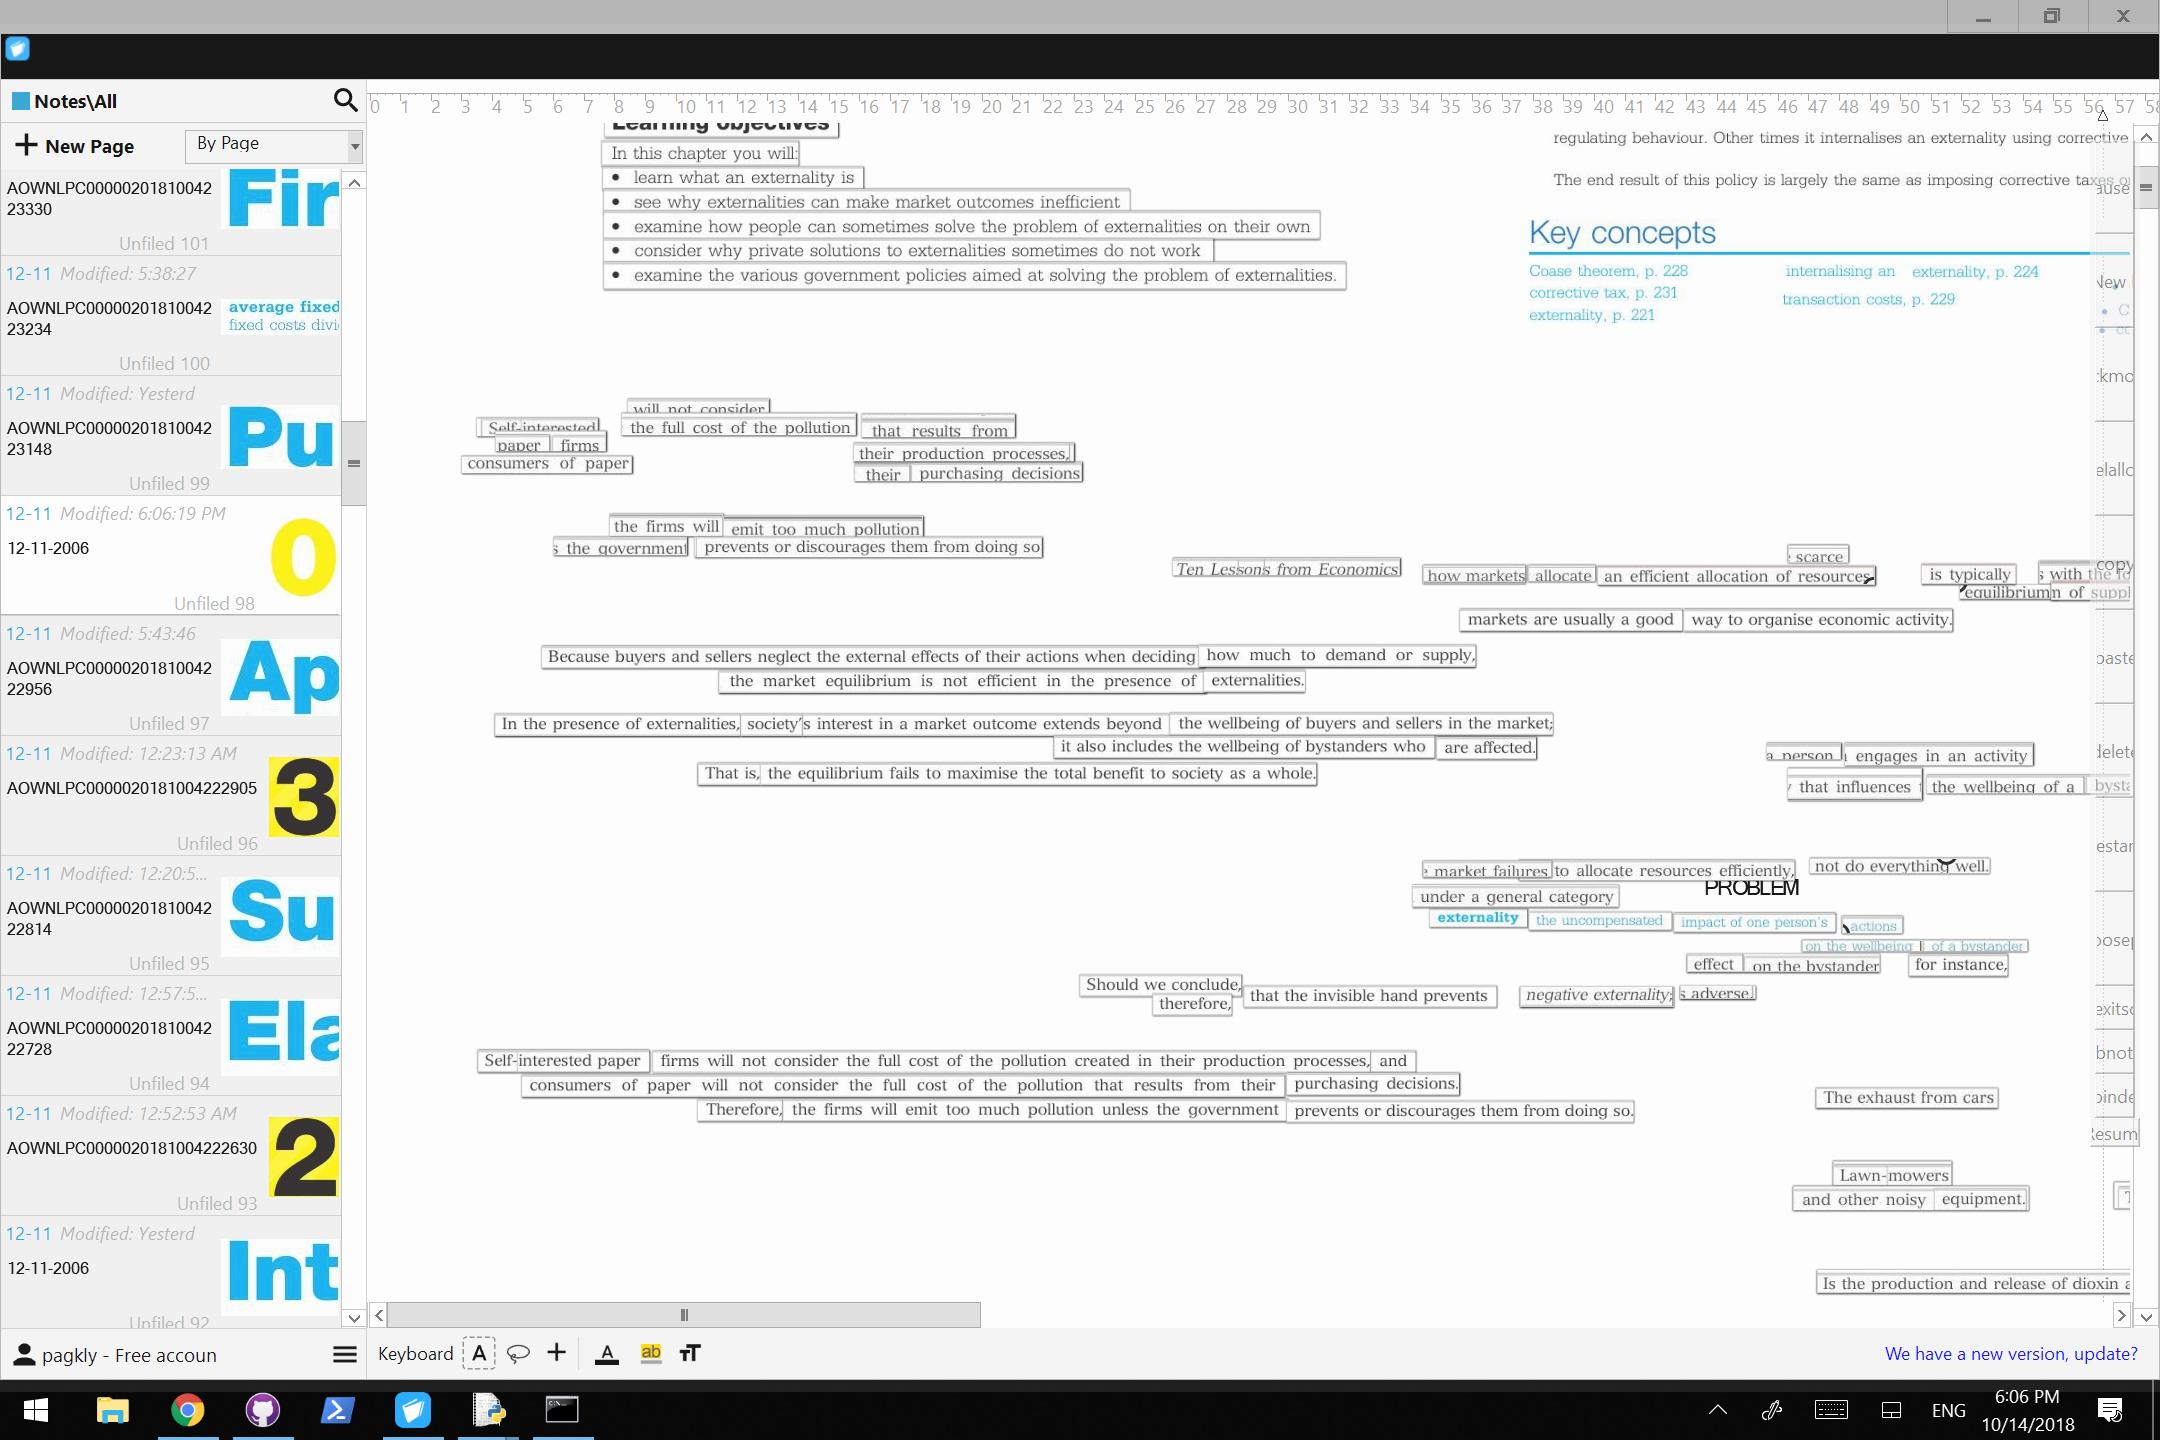 Notes\All
New Page
By Page
AOWNLPC00000201810042
23330
Fir
Unfiled 101
12-11 Modified: 5:38:27
AOWNLPC00000201810042
23234
average fixed
fixed costs divi
Unfiled 100
12-11 Modified: Yesterd
AOWNLPC00000201810042
23148
Pu
Unfiled 99
12-11 Modified: 6:06:19 PM
12-11-2006
0
Unfiled 98
12-11 Modified: 5:43:46
AOWNLPC00000201810042
22956
Ap
Unfiled 97
12-11 Modified: 12:23:13 AM
AOWNLPC0000020181004222905
3
Unfiled 96
12-11 Modified: 12:20:5...
AOWNLPC00000201810042
22814
Su
Unfiled 95
12-11 Modified: 12:57:5...
AOWNLPC00000201810042
22728
Ela
Unfiled 94
12-11 Modified: 12:52:53 AM
AOWNLPC0000020181004222630
2
Unfiled 93
12-11 Modified: Yesterd
12-11-2006
Int
Unfiled 92
pagkly - Free accoun
0 1 2 3 4 5 6 7 8 9 10 11 12 13 14 15 16 17 18 19 20 21 22 23 24 25 26 27 28 29 30 31 32 33 34 35 36 37 38 39 40 41 42 43 44 45 46 47 48 49 50 51 52 53 54 55 56 57 58
Learning objectives
In this chapter you will:
• learn what an externality is
• see why externalities can make market outcomes inefficient
• examine how people can sometimes solve the problem of externalities on their own
• consider why private solutions to externalities sometimes do not work
• examine the various government policies aimed at solving the problem of externalities.
regulating behaviour. Other times it internalises an externality using corrective
The end result of this policy is largely the same as imposing corrective taxes o
Key concepts
Coase theorem, p. 228
corrective tax, p. 231
externality, p. 221
internalising an externality, p. 224
transaction costs, p. 229
will not consider
Self-interested the full cost of the pollution that results from
paper firms their production processes,
consumers of paper their purchasing decisions
the firms will emit too much pollution
s the government prevents or discourages them from doing so
Ten Lessons from Economics
scarce
how markets allocate an efficient allocation of resources is typically s with the fo
equilibrium of suppl
markets are usually a good way to organise economic activity.
Because buyers and sellers neglect the external effects of their actions when deciding how much to demand or supply,
the market equilibrium is not efficient in the presence of externalities.
In the presence of externalities, society's interest in a market outcome extends beyond the wellbeing of buyers and sellers in the market;
it also includes the wellbeing of bystanders who are affected.
That is, the equilibrium fails to maximise the total benefit to society as a whole.
a person engages in an activity
that influences the wellbeing of a bysta
market failures to allocate resources efficiently, not do everything well.
PROBLEM
under a general category
externality the uncompensated impact of one person's actions
on the wellbeing of a bystander
effect on the bystander for instance,
Should we conclude,
therefore, that the invisible hand prevents negative externality; s adverse
Self-interested paper firms will not consider the full cost of the pollution created in their production processes, and
consumers of paper will not consider the full cost of the pollution that results from their purchasing decisions.
Therefore, the firms will emit too much pollution unless the government prevents or discourages them from doing so.
The exhaust from cars
Lawn-mowers
and other noisy equipment.
Is the production and release of dioxin a
ause
New
ckmo
elallc
copy
paste
delete
estar
posep
exitso
bnot
binde
Resum
Keyboard
We have a new version, update?
ENG
6:06 PM
10/14/2018